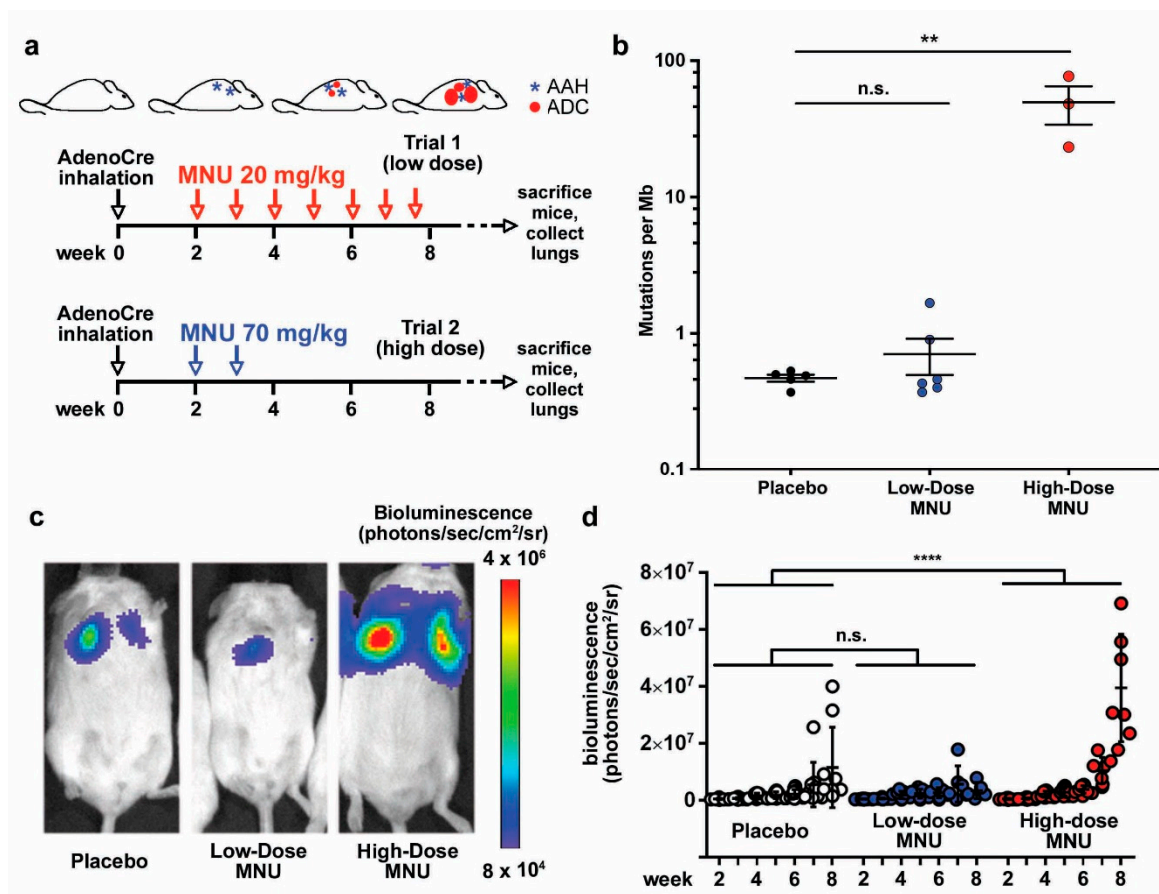 a
* AAH
ADC
AdenoCre
inhalation
MNU 20 mg/kg
Trial 1
(low dose)
sacrifice
mice,
collect
lungs
week 0 2 4 6 8
AdenoCre
inhalation
MNU 70 mg/kg
Trial 2
(high dose)
sacrifice
mice,
collect
lungs
week 0 2 4 6 8
b
**
n.s.
Mutations per Mb
100
10
1
0.1
Placebo
Low-Dose
MNU
High-Dose
MNU
c
Bioluminescence
(photons/sec/cm²/sr)
4 x 10⁶
8 x 10⁴
Placebo
Low-Dose
MNU
High-Dose
MNU
d
****
n.s.
bioluminescence
(photons/sec/cm²/sr)
8×10⁷
6×10⁷
4×10⁷
2×10⁷
0
Placebo
Low-dose
MNU
High-dose
MNU
week 2 4 6 8 2 4 6 8 2 4 6 8